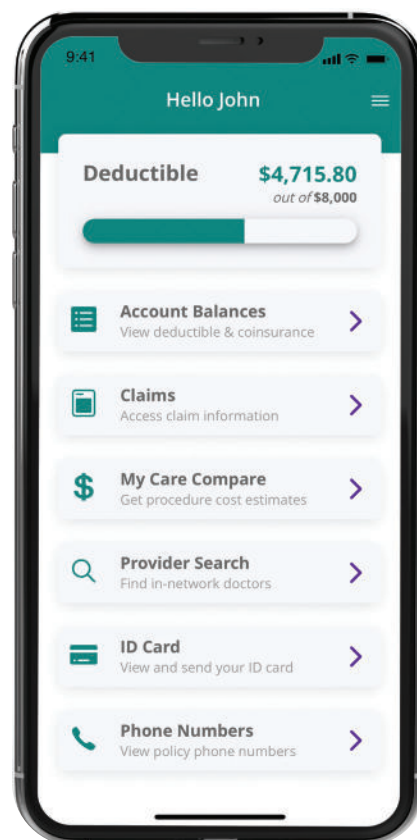 9:41
Hello John
Deductible $4,715.80
out of $8,000
Account Balances
View deductible & coinsurance
Claims
Access claim information
My Care Compare
Get procedure cost estimates
Provider Search
Find in-network doctors
ID Card
View and send your ID card
Phone Numbers
View policy phone numbers